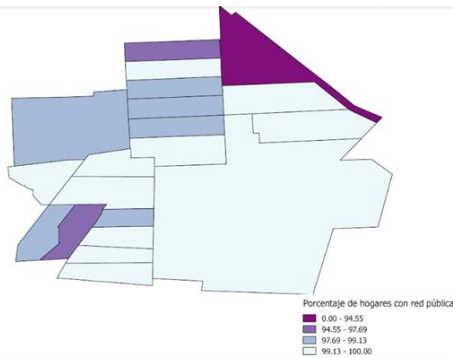 Porcentaje de hogares con red pública
0.00 - 94.55
94.55 - 97.69
97.69 - 99.13
99.13 - 100.00